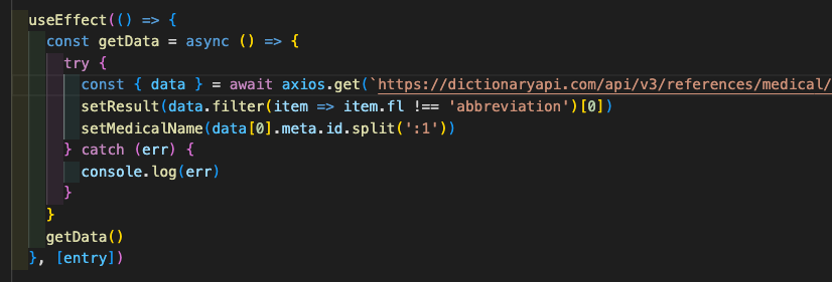 useEffect(() => {
const getData = async () => {
try {
const { data } = await axios.get(`https://dictionaryapi.com/api/v3/references/medical/
setResult(data.filter(item => item.fl !== 'abbreviation')[0])
setMedicalName(data[0].meta.id.split(':1'))
} catch (err) {
console.log(err)
}
}
getData()
}, [entry])